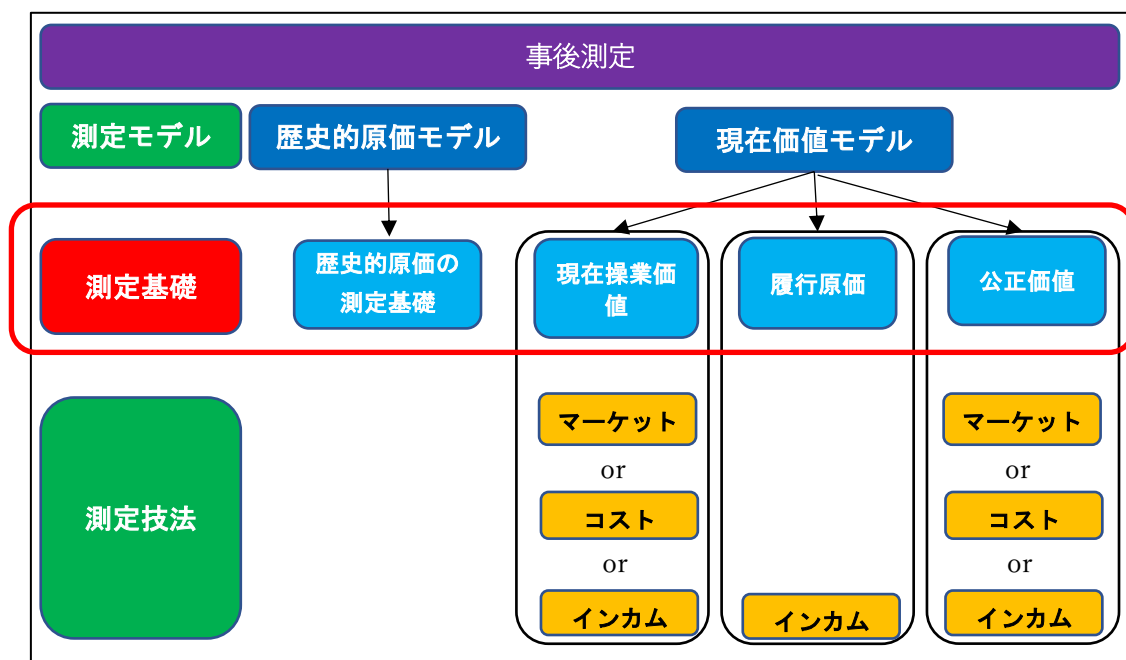 事後測定
測定モデル
歴史的原価モデル
現在価値モデル
測定基礎
歴史的原価の
測定基礎
現在操業価
値
履行原価
公正価値
測定技法
マーケット
or
コスト
or
インカム
インカム
マーケット
or
コスト
or
インカム